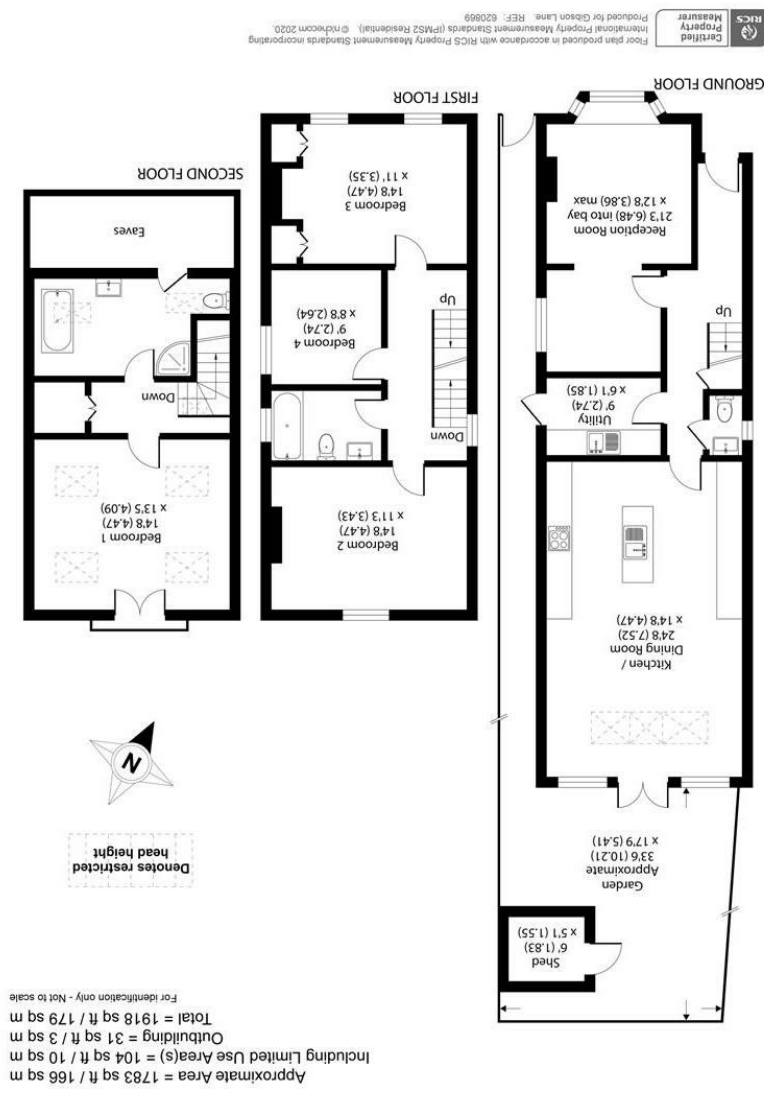 Approximate Area = 1783 sq ft / 166 sq m
Including Limited Use Area(s) = 104 sq ft / 10 sq m
Outbuilding = 31 sq ft / 3 sq m
Total = 1918 sq ft / 179 sq m
For identification only - Not to scale
Denotes restricted
head height
N
Shed
6' (1.83)
x 5'1 (1.55)
Garden
Approximate
33'6 (10.21)
x 17'9 (5.41)
Kitchen /
Dining Room
24'8 (7.52)
x 14'8 (4.47)
Utility
9' (2.74)
x 6'1 (1.85)
Up
Reception Room
21'3 (6.48) into bay
x 12'8 (3.86) max
GROUND FLOOR
Bedroom 2
14'8 (4.47)
x 11'3 (3.43)
Down
Bedroom 4
9' (2.74)
x 8'8 (2.64)
Up
Bedroom 3
14'8 (4.47)
x 11' (3.35)
FIRST FLOOR
Bedroom 1
14'8 (4.47)
x 13'5 (4.09)
Down
Eaves
SECOND FLOOR
RICS
Certified
Property
Measurer
Floor plan produced in accordance with RICS Property Measurement Standards incorporating
International Property Measurement Standards (IPMS2 Residential). © nichecom 2020.
Produced for Gibson Lane. REF: 620869